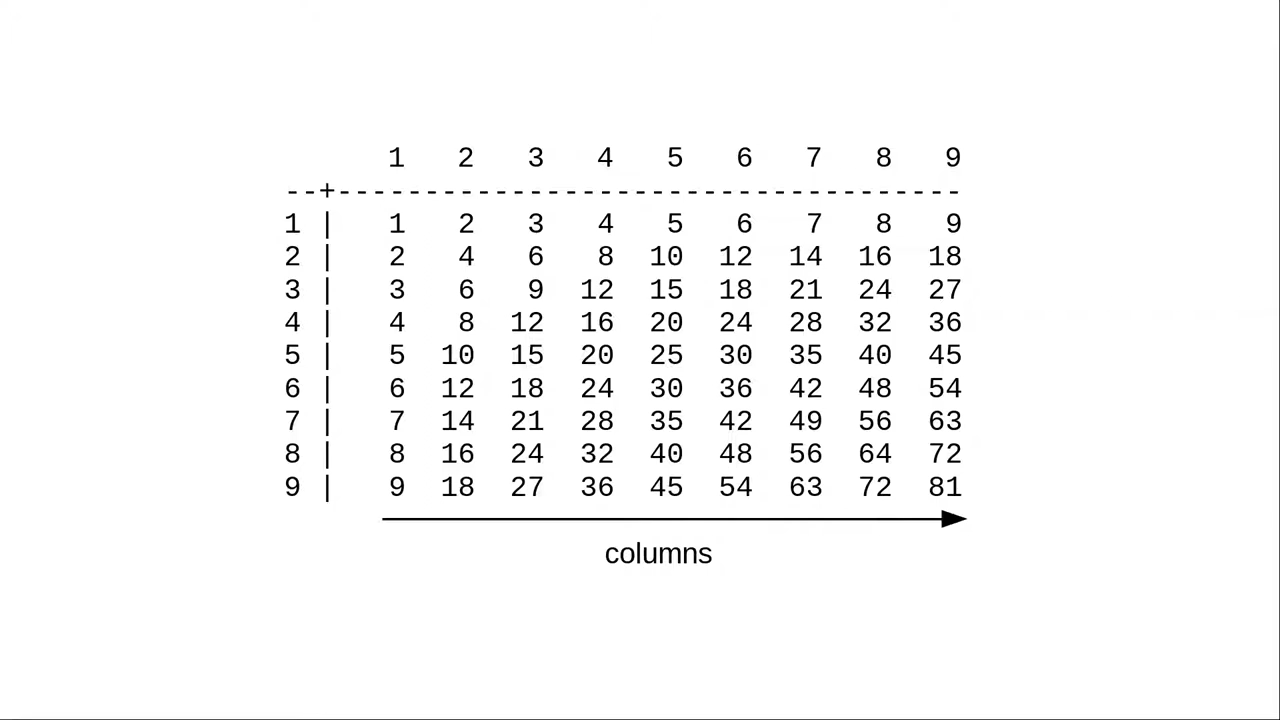 1 2 3 4 5 6 7 8 9
--+------------------------------------
1 | 1 2 3 4 5 6 7 8 9
2 | 2 4 6 8 10 12 14 16 18
3 | 3 6 9 12 15 18 21 24 27
4 | 4 8 12 16 20 24 28 32 36
5 | 5 10 15 20 25 30 35 40 45
6 | 6 12 18 24 30 36 42 48 54
7 | 7 14 21 28 35 42 49 56 63
8 | 8 16 24 32 40 48 56 64 72
9 | 9 18 27 36 45 54 63 72 81
columns